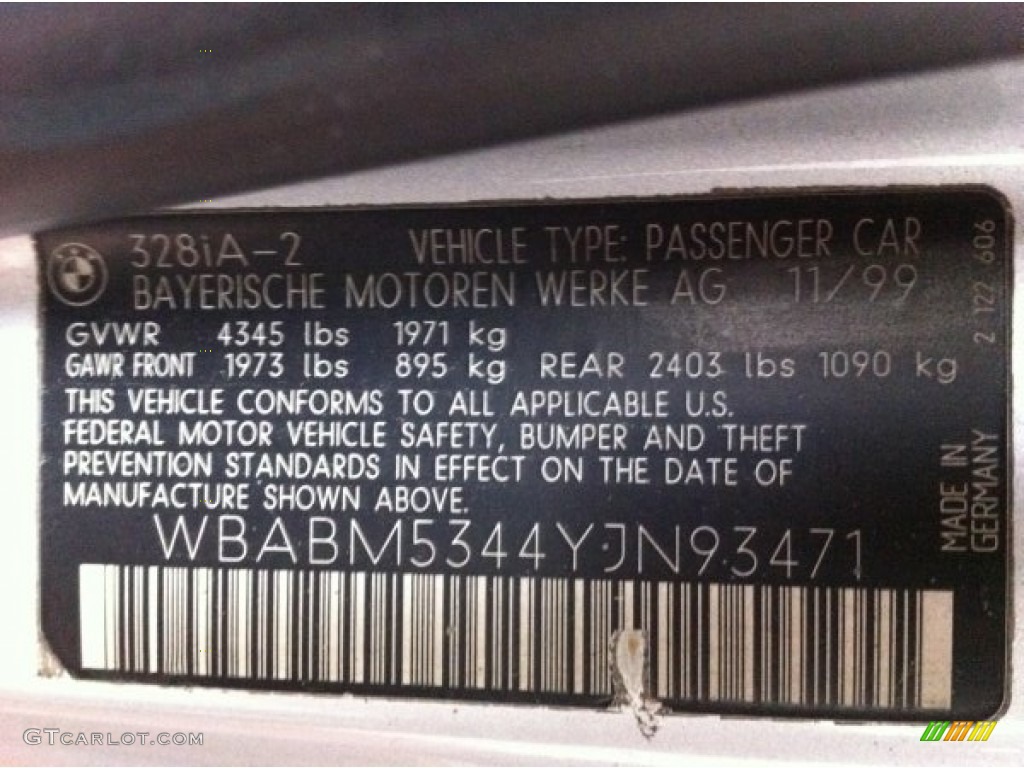 328iA-2 VEHICLE TYPE: PASSENGER CAR
BAYERISCHE MOTOREN WERKE AG 11/99
GVWR 4345 lbs 1971 kg
GAWR FRONT 1973 lbs 895 kg REAR 2403 lbs 1090 kg
THIS VEHICLE CONFORMS TO ALL APPLICABLE U.S.
FEDERAL MOTOR VEHICLE SAFETY, BUMPER AND THEFT
PREVENTION STANDARDS IN EFFECT ON THE DATE OF
MANUFACTURE SHOWN ABOVE.
WBABM5344YJN93471
MADE IN
GERMANY 2 122 606
GTCARLOT.COM